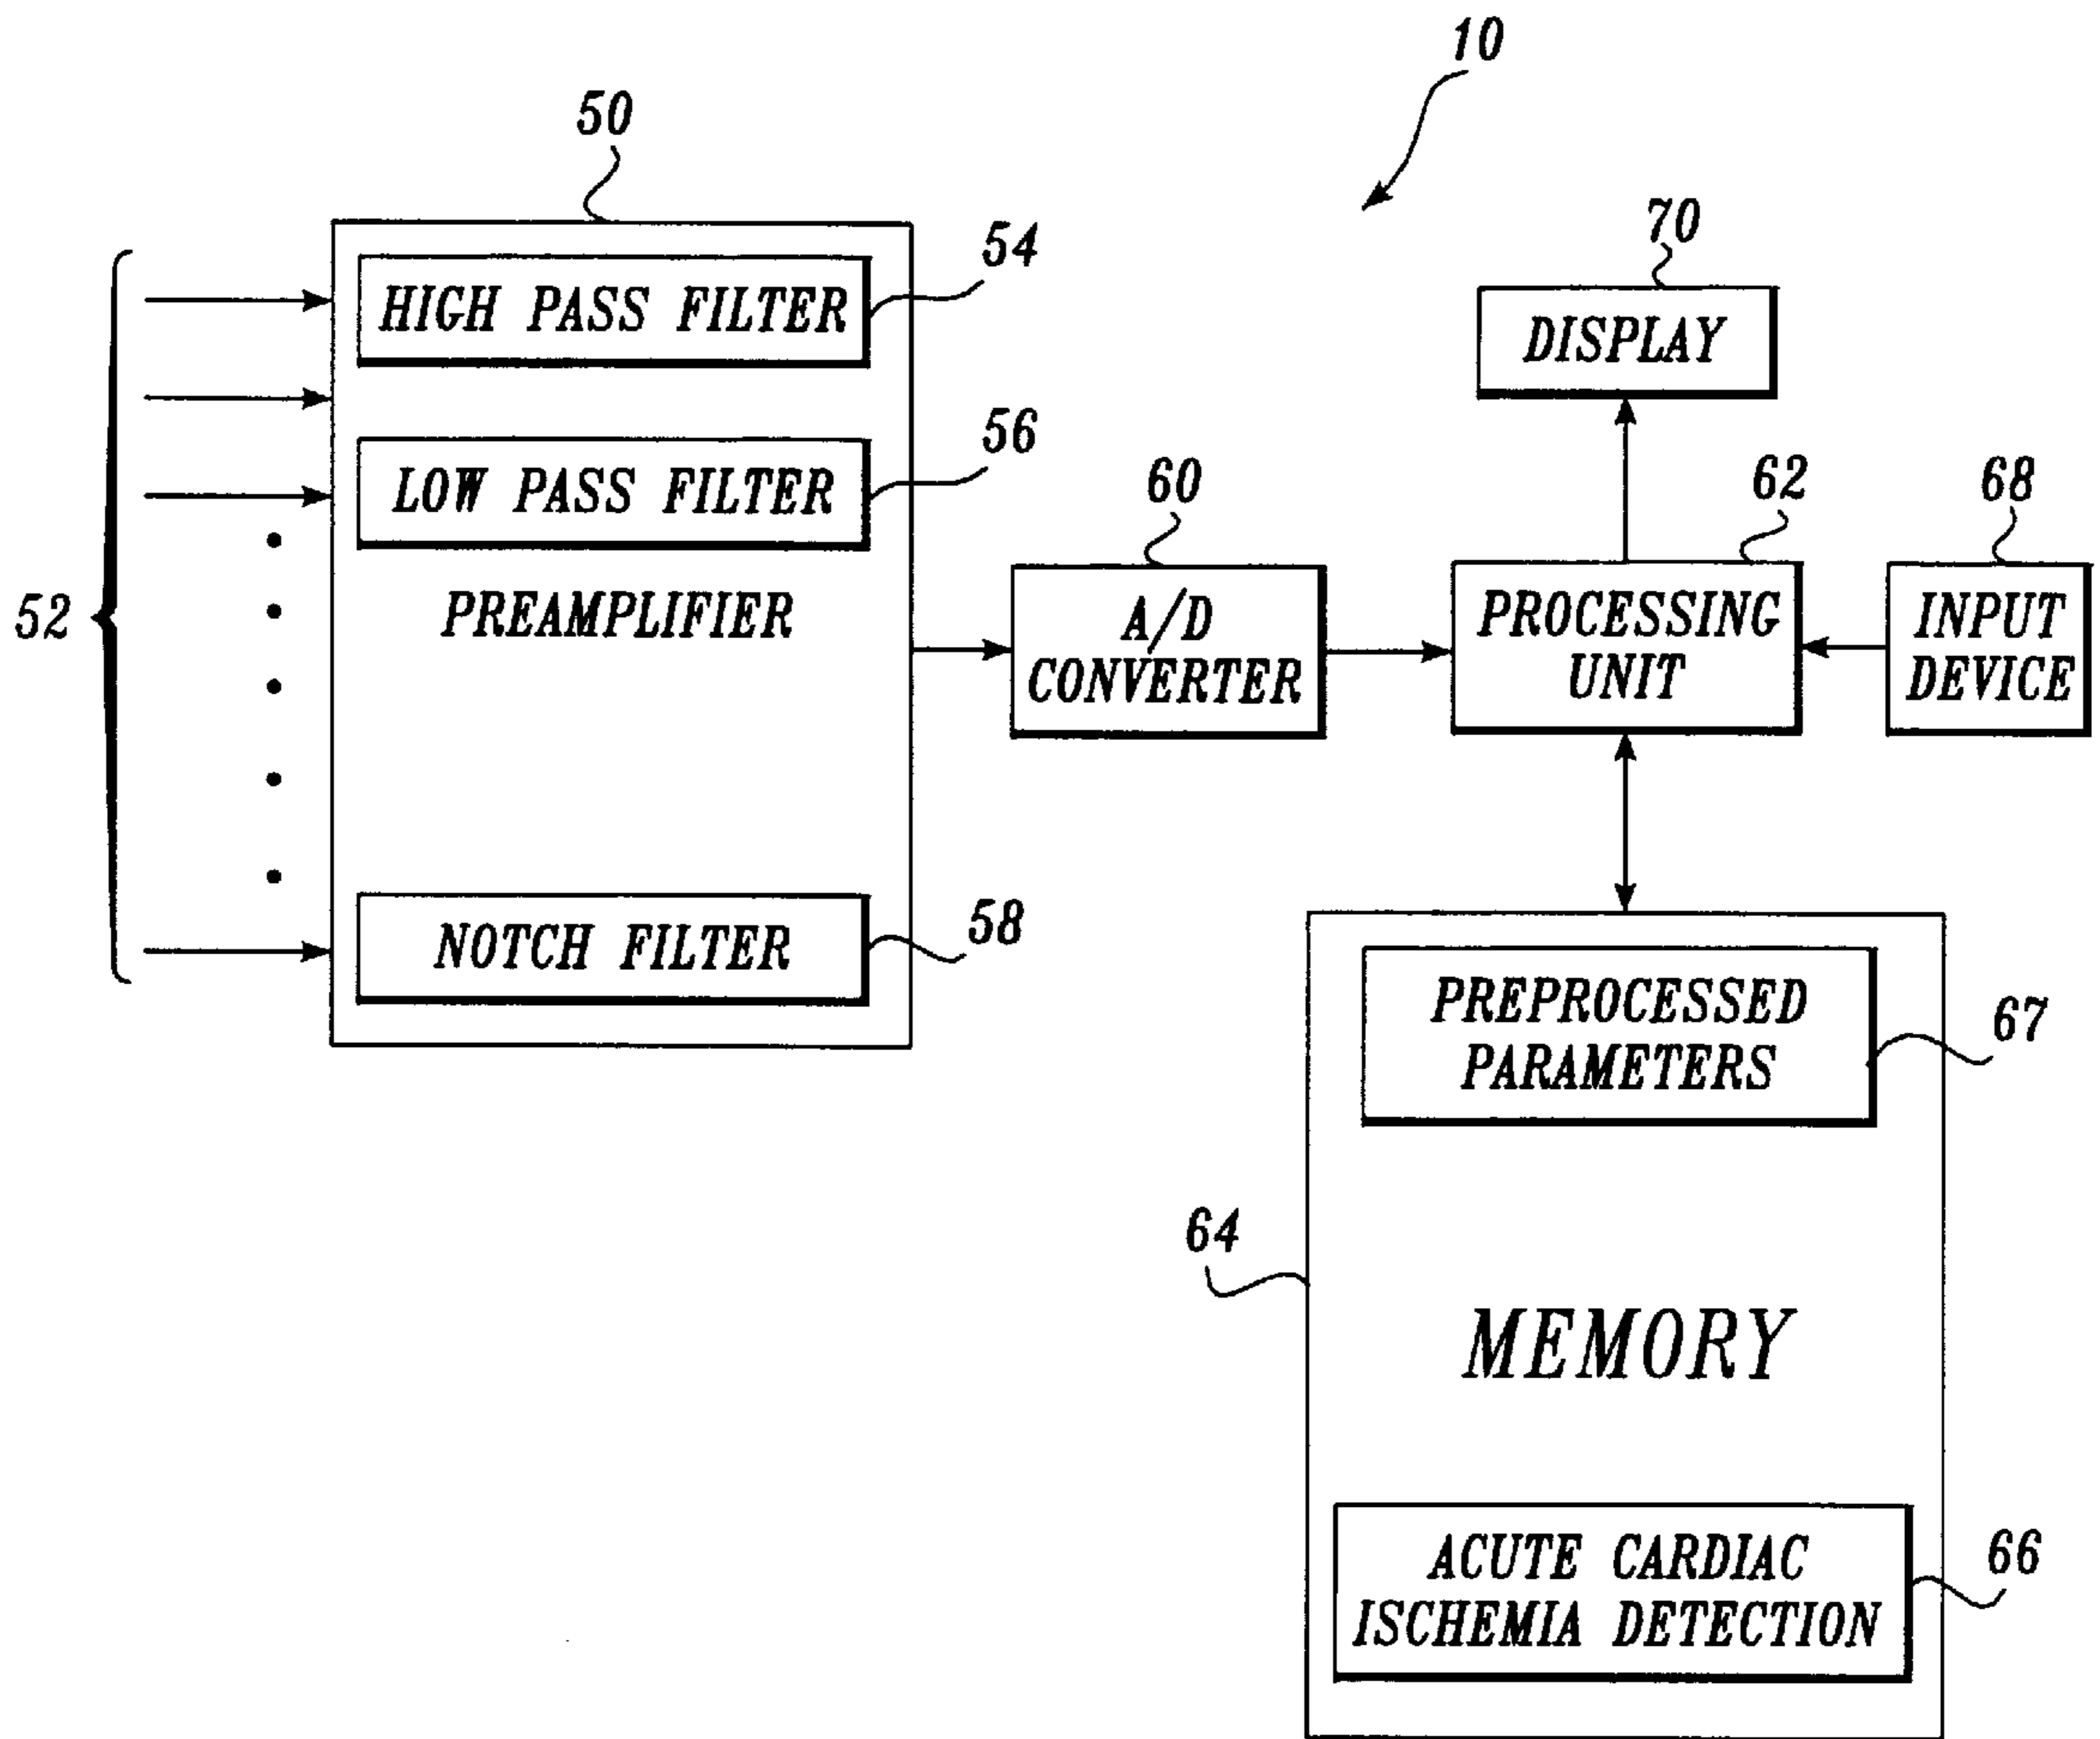 10
50
54
HIGH PASS FILTER
70
DISPLAY
56
LOW PASS FILTER
52
PREAMPLIFIER
60
A/D
CONVERTER
62
PROCESSING
UNIT
68
INPUT
DEVICE
58
NOTCH FILTER
PREPROCESSED
PARAMETERS
67
64
MEMORY
ACUTE CARDIAC
ISCHEMIA DETECTION
66